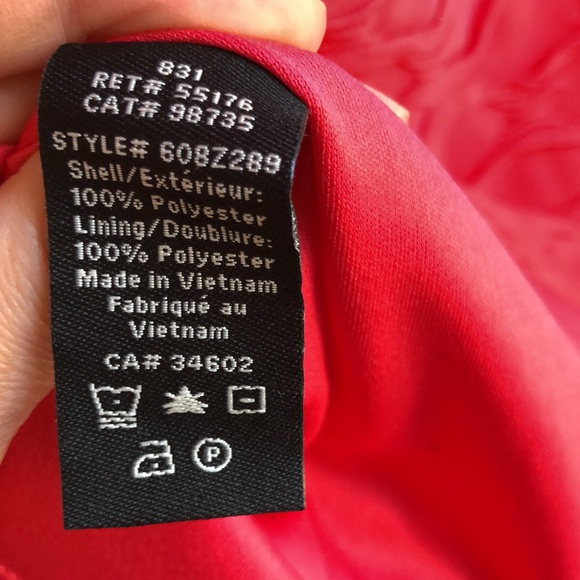 831
RET# 55176
CAT# 98735
STYLE# 608Z289
Shell/Extérieur:
100% Polyester
Lining/Doublure:
100% Polyester
Made in Vietnam
Fabriqué au
Vietnam
CA# 34602
P